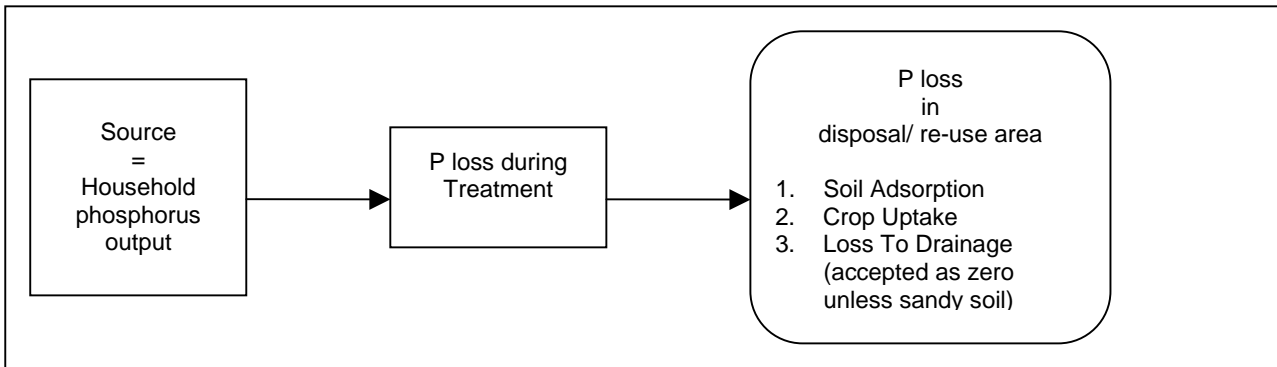 Source
=
Household
phosphorus
output
P loss during
Treatment
P loss
in
disposal/ re-use area
1. Soil Adsorption
2. Crop Uptake
3. Loss To Drainage
(accepted as zero
unless sandy soil)